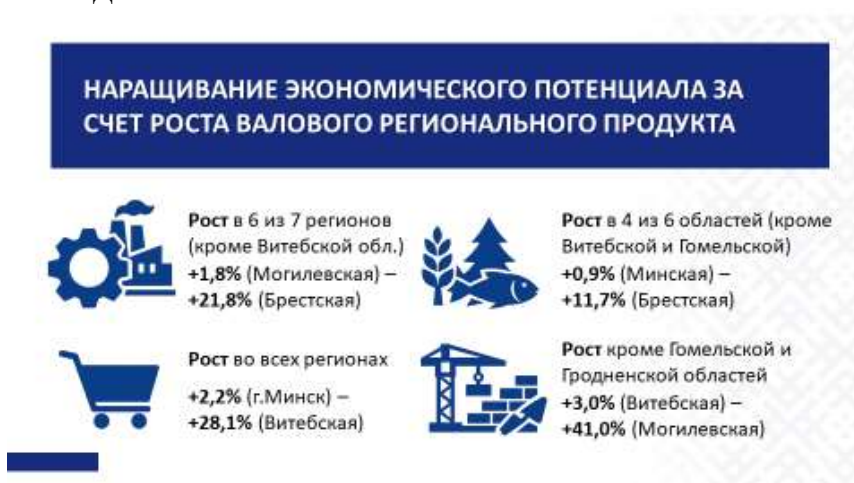 НАРАЩИВАНИЕ ЭКОНОМИЧЕСКОГО ПОТЕНЦИАЛА ЗА
СЧЕТ РОСТА ВАЛОВОГО РЕГИОНАЛЬНОГО ПРОДУКТА
Рост в 6 из 7 регионов
(кроме Витебской обл.)
+1,8% (Могилевская) –
+21,8% (Брестская)
Рост в 4 из 6 областей (кроме
Витебской и Гомельской)
+0,9% (Минская) –
+11,7% (Брестская)
Рост во всех регионах
+2,2% (г.Минск) –
+28,1% (Витебская)
Рост кроме Гомельской и
Гродненской областей
+3,0% (Витебская) –
+41,0% (Могилевская)